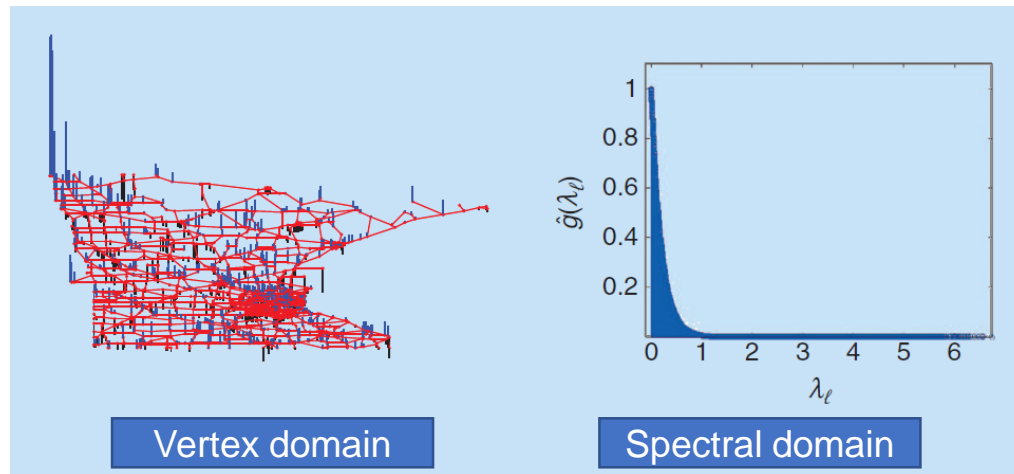 1
0.8
0.6
0.4
0.2
ĝ(λℓ)
0 1 2 3 4 5 6
λℓ
Vertex domain
Spectral domain